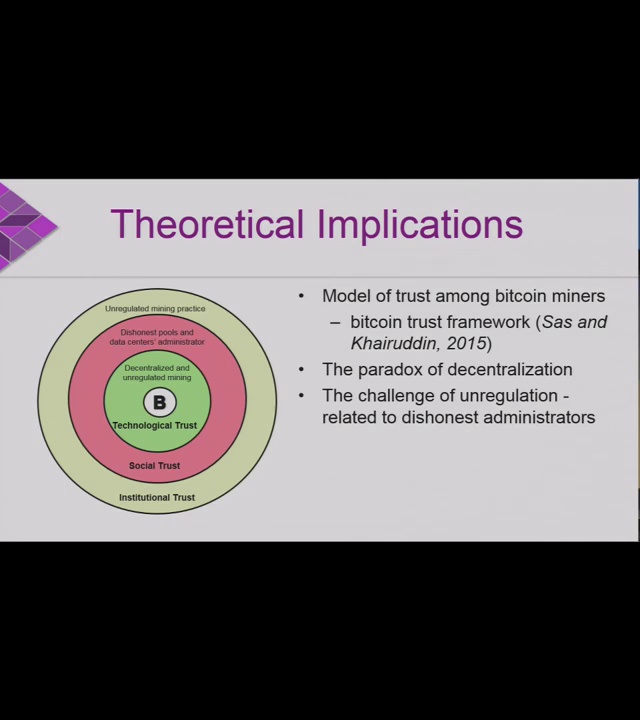 Theoretical Implications
Unregulated mining practice
Dishonest pools and
data centers' administrator
Decentralized and
unregulated mining
B
Technological Trust
Social Trust
Institutional Trust
• Model of trust among bitcoin miners
– bitcoin trust framework (Sas and
Khairuddin, 2015)
• The paradox of decentralization
• The challenge of unregulation -
related to dishonest administrators